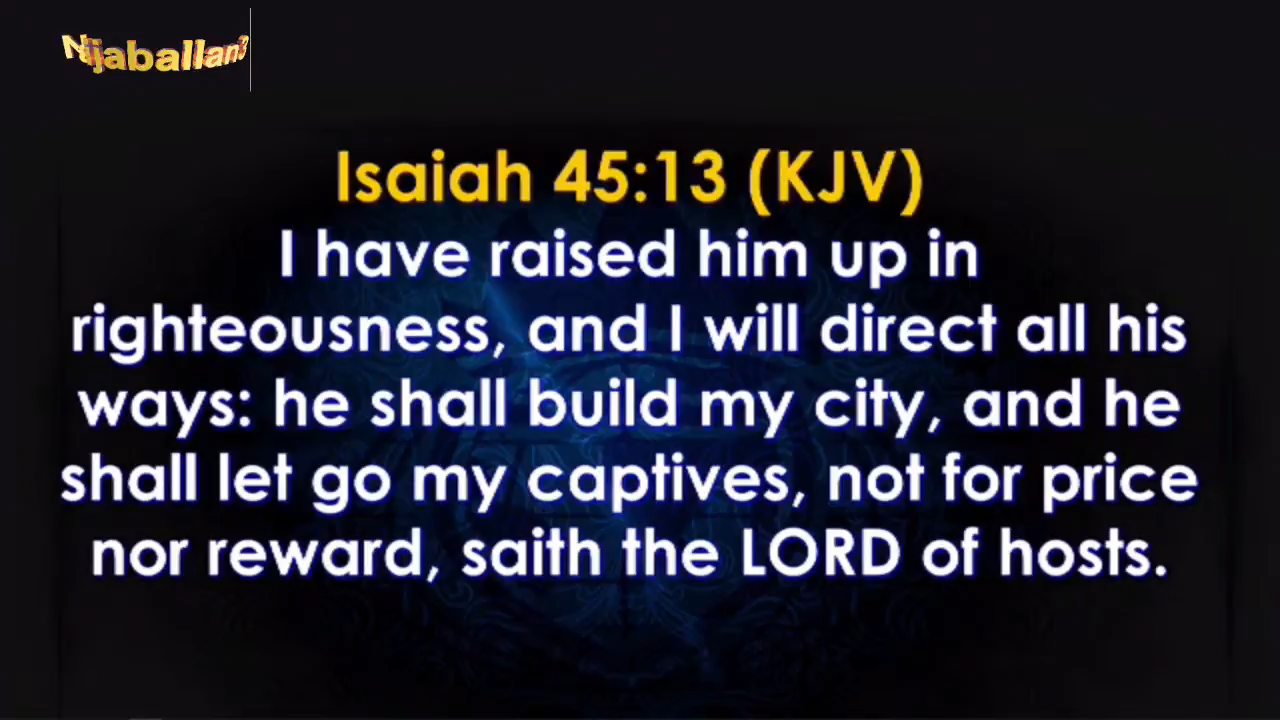 Isaiah 45:13 (KJV)
I have raised him up in
righteousness, and I will direct all his
ways: he shall build my city, and he
shall let go my captives, not for price
nor reward, saith the LORD of hosts.